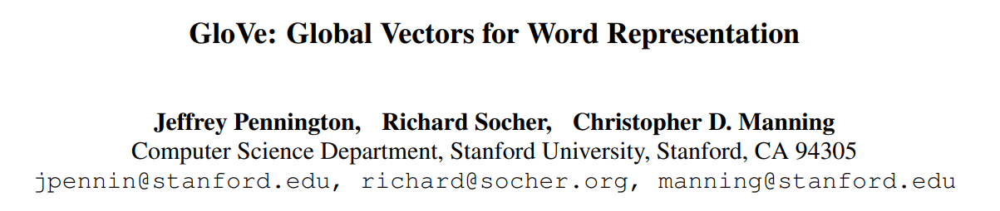 GloVe: Global Vectors for Word Representation
Jeffrey Pennington, Richard Socher, Christopher D. Manning
Computer Science Department, Stanford University, Stanford, CA 94305
jpennin@stanford.edu, richard@socher.org, manning@stanford.edu